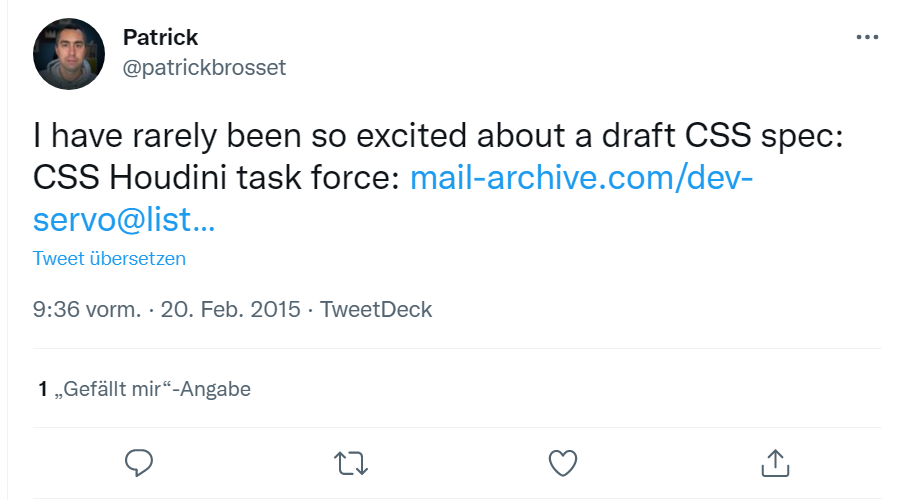 Patrick
@patrickbrosset
I have rarely been so excited about a draft CSS spec:
CSS Houdini task force: mail-archive.com/dev-
servo@list...
Tweet übersetzen
9:36 vorm. · 20. Feb. 2015 · TweetDeck
1 „Gefällt mir“-Angabe